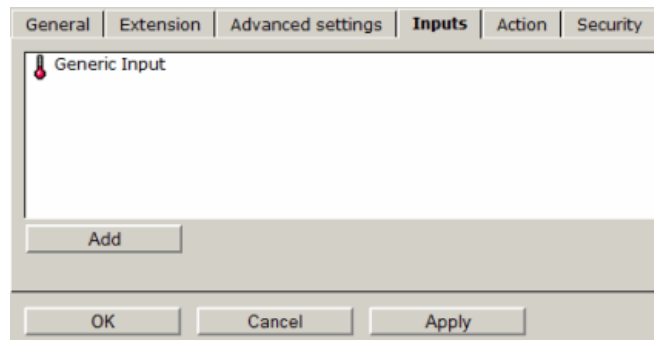 General Extension Advanced settings Inputs Action Security
Generic Input
Add
OK Cancel Apply